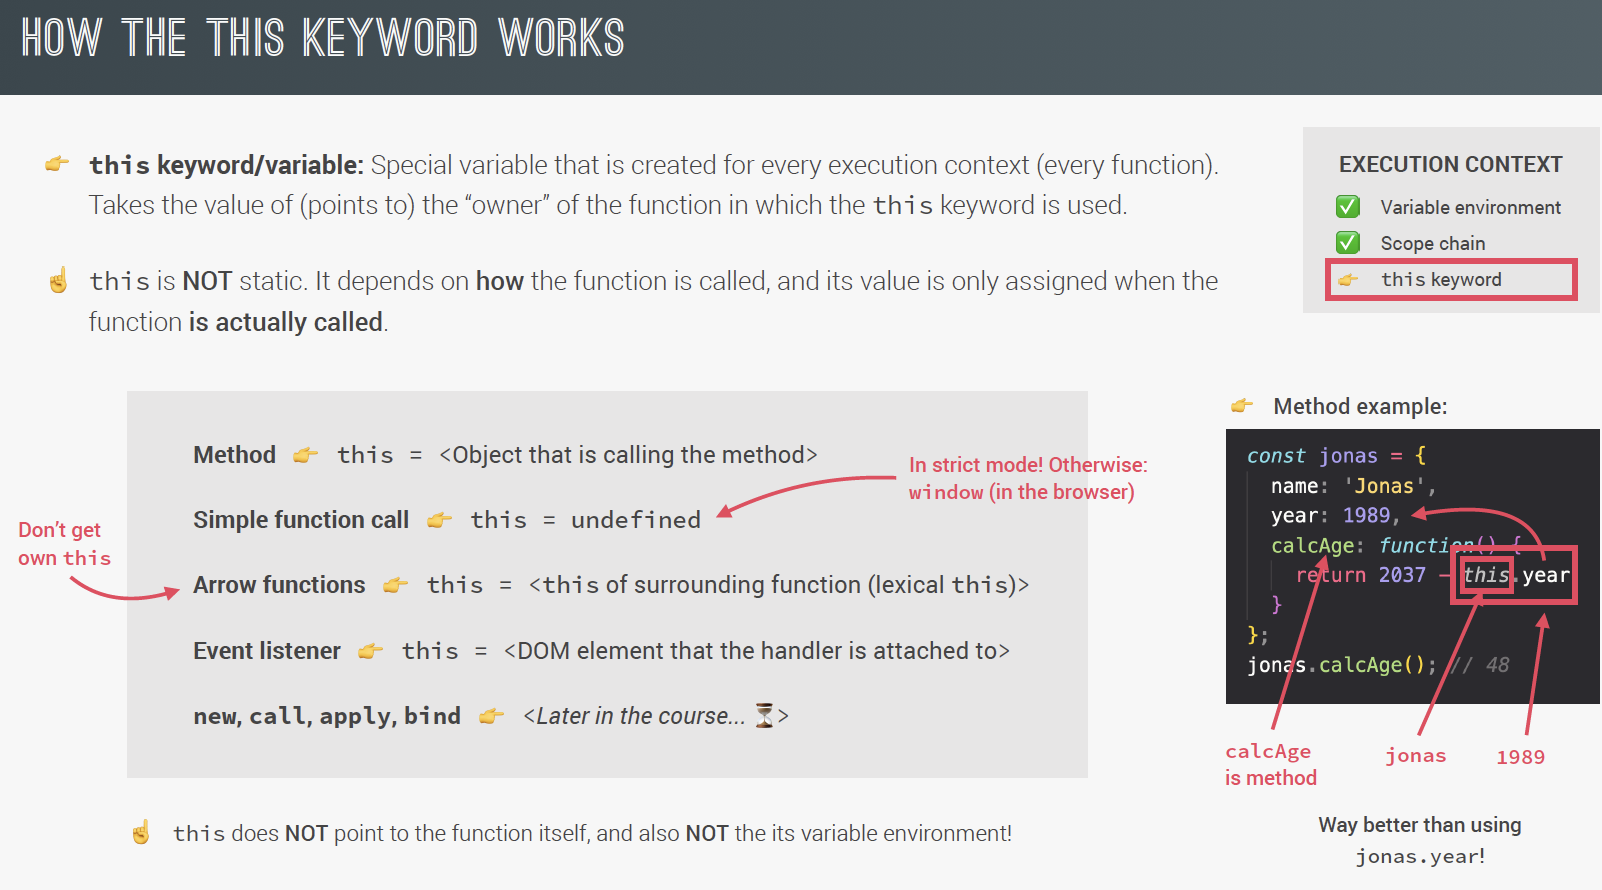 HOW THE THIS KEYWORD WORKS
this keyword/variable: Special variable that is created for every execution context (every function).
Takes the value of (points to) the “owner” of the function in which the this keyword is used.
this is NOT static. It depends on how the function is called, and its value is only assigned when the
function is actually called.
EXECUTION CONTEXT
Variable environment
Scope chain
this keyword
Method 👉 this = <Object that is calling the method>
In strict mode! Otherwise:
window (in the browser)
Simple function call 👉 this = undefined
Don’t get
own this
Arrow functions 👉 this = <this of surrounding function (lexical this)>
Event listener 👉 this = <DOM element that the handler is attached to>
new, call, apply, bind 👉 <Later in the course... ⏳>
this does NOT point to the function itself, and also NOT the its variable environment!
Method example:
const jonas = {
name: 'Jonas',
year: 1989,
calcAge: function() {
return 2037 - this.year
}
};
jonas.calcAge(); // 48
calcAge
is method
jonas
1989
Way better than using
jonas.year!